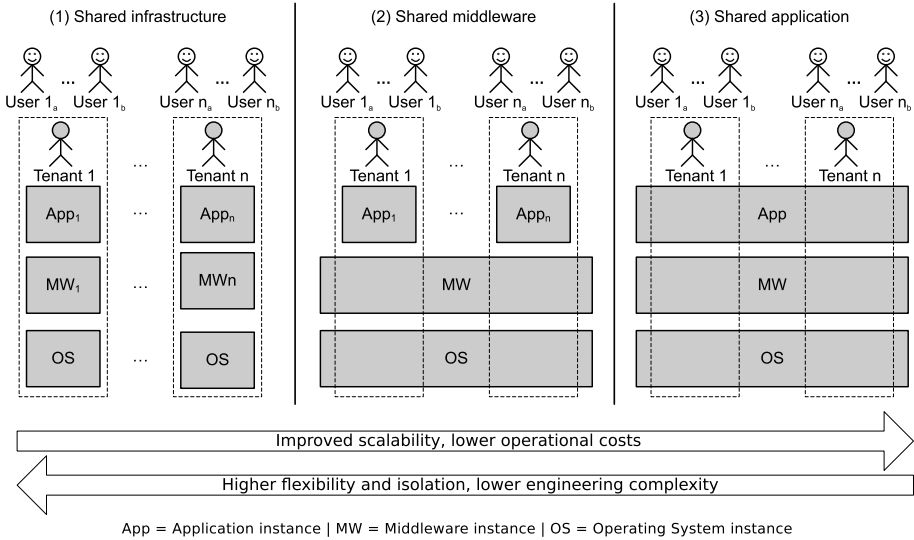 (1) Shared infrastructure
(2) Shared middleware
(3) Shared application
... ... ... ... ... ...
User 1a User 1b User na User nb User 1a User 1b User na User nb User 1a User 1b User na User nb
... ... ...
Tenant 1 Tenant n Tenant 1 Tenant n Tenant 1 Tenant n
App1 ... Appn App1 ... Appn App
MW1 ... MWn MW MW
OS ... OS OS OS
Improved scalability, lower operational costs
Higher flexibility and isolation, lower engineering complexity
App = Application instance | MW = Middleware instance | OS = Operating System instance